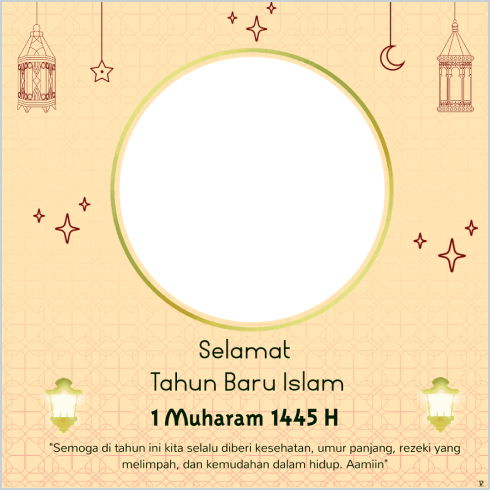 Selamat
Tahun Baru Islam
1 Muharam 1445 H
"Semoga di tahun ini kita selalu diberi kesehatan, umur panjang, rezeki yang
melimpah, dan kemudahan dalam hidup. Aamiin"